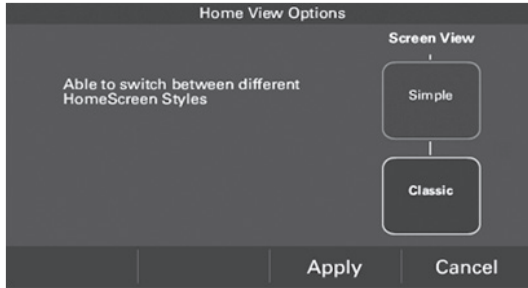 Home View Options
Screen View
Able to switch between different
HomeScreen Styles
Simple
Classic
Apply
Cancel